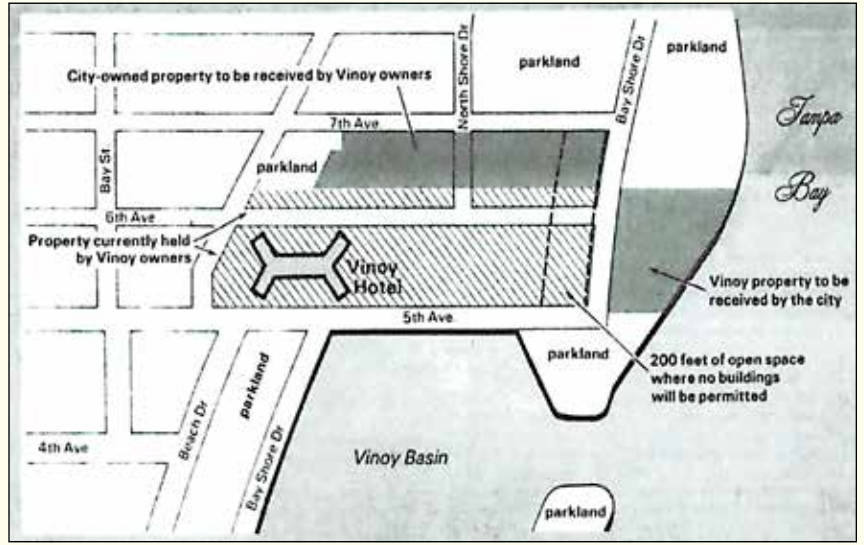 parkland
parkland
City-owned property to be received by Vinoy owners
North Shore Dr
Bay Shore Dr
Tampa
Bay
7th Ave.
parkland
Bay St
6th Ave
Property currently held
by Vinoy owners
Vinoy
Hotel
Vinoy property to be
received by the city
5th Ave.
parkland
200 feet of open space
where no buildings
will be permitted
parkland
Beach Dr
Bay Shore Dr
4th Ave
Vinoy Basin
parkland